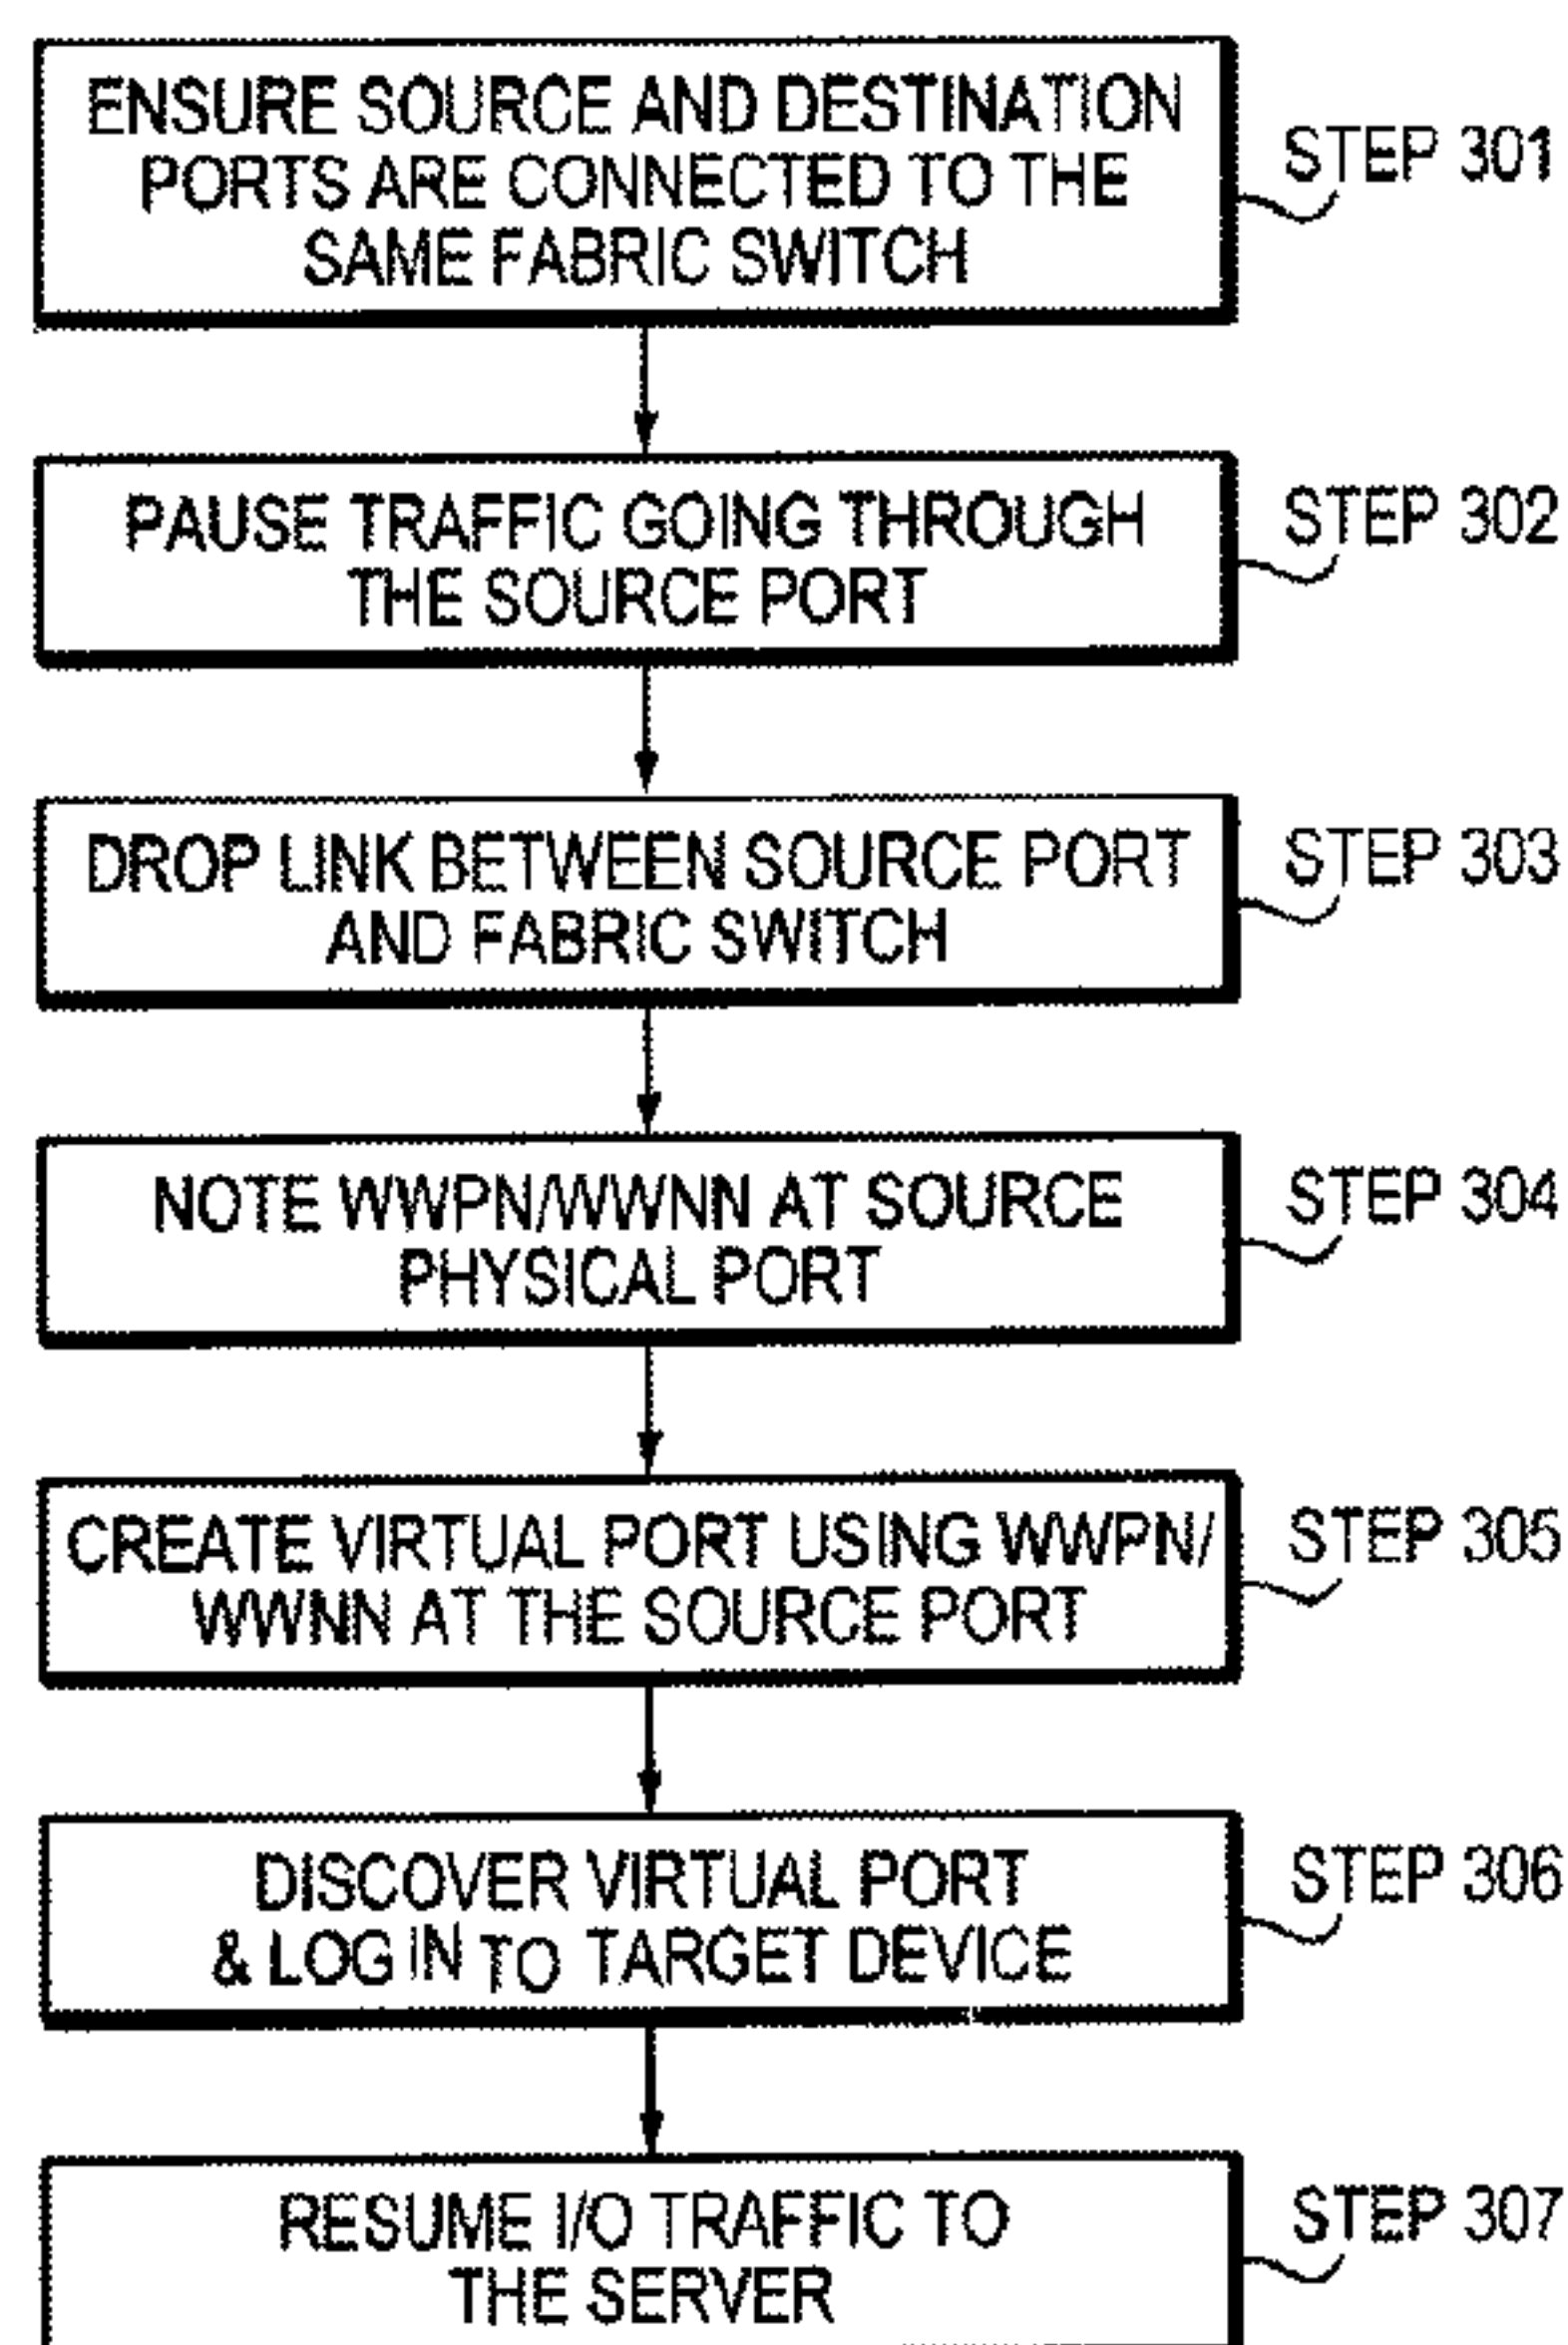 ENSURE SOURCE AND DESTINATION
PORTS ARE CONNECTED TO THE
SAME FABRIC SWITCH
STEP 301
PAUSE TRAFFIC GOING THROUGH
THE SOURCE PORT
STEP 302
DROP LINK BETWEEN SOURCE PORT
AND FABRIC SWITCH
STEP 303
NOTE WWPN/WWNN AT SOURCE
PHYSICAL PORT
STEP 304
CREATE VIRTUAL PORT USING WWPN/
WWNN AT THE SOURCE PORT
STEP 305
DISCOVER VIRTUAL PORT
& LOG IN TO TARGET DEVICE
STEP 306
RESUME I/O TRAFFIC TO
THE SERVER
STEP 307